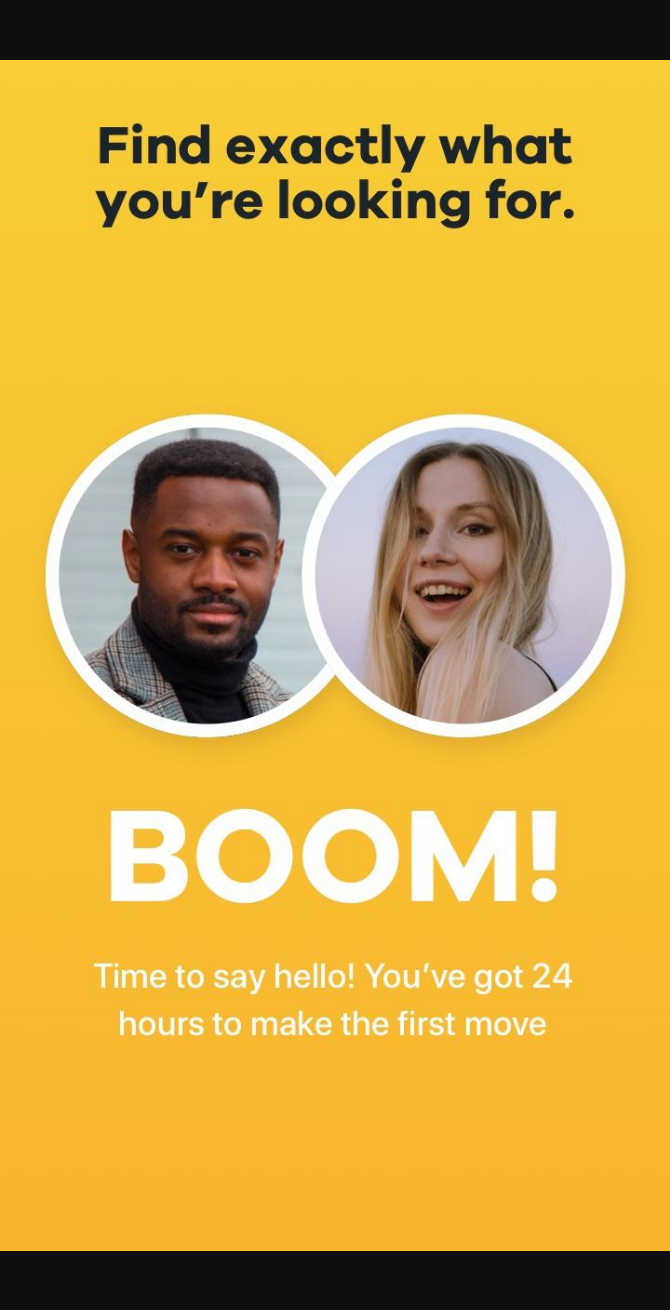 Find exactly what
you’re looking for.
BOOM!
Time to say hello! You’ve got 24
hours to make the first move